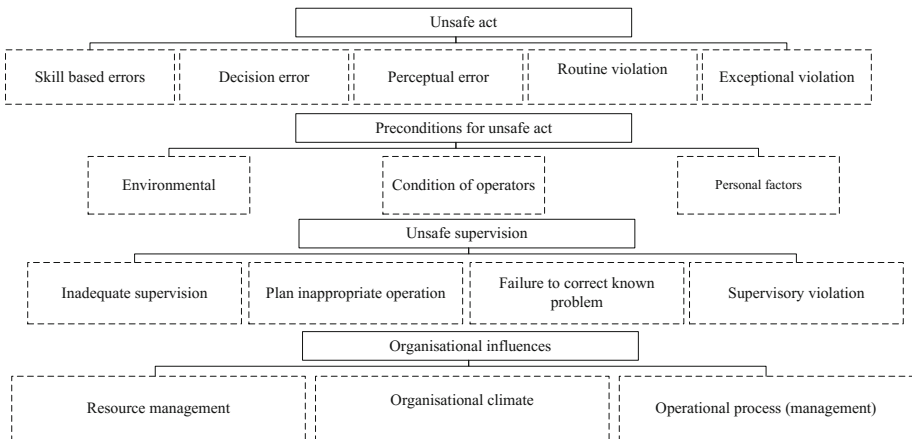 Unsafe act
Skill based errors
Decision error
Perceptual error
Routine violation
Exceptional violation
Preconditions for unsafe act
Environmental
Condition of operators
Personal factors
Unsafe supervision
Inadequate supervision
Plan inappropriate operation
Failure to correct known
problem
Supervisory violation
Organisational influences
Resource management
Organisational climate
Operational process (management)